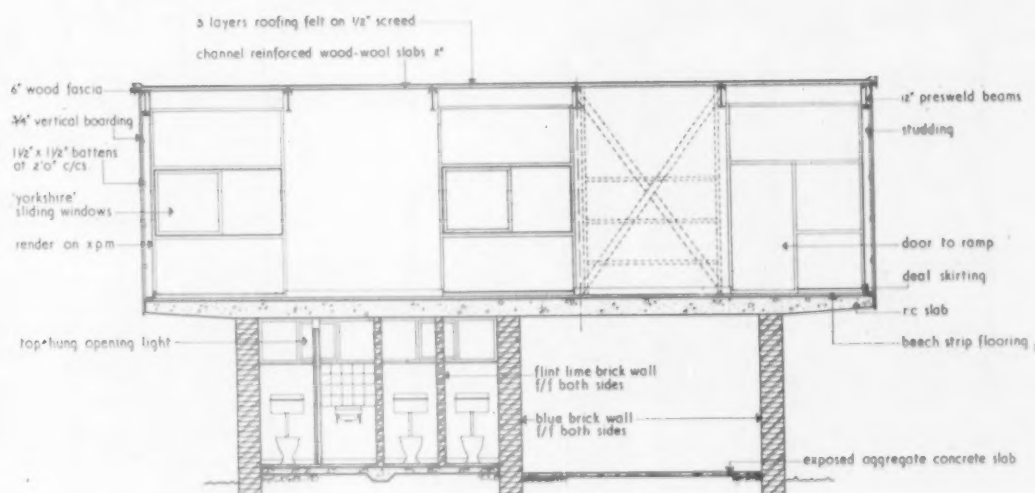 3 layers roofing felt on 1/2" screed
channel reinforced wood-wool slabs 2"
6" wood fascia
3/4" vertical boarding
1 1/2" x 1 1/2" battens
at 2'0" c/cs
'yorkshire'
sliding windows
render on x p m
top hung opening light
12" presweld beams
studding
door to ramp
deal skirting
r c slab
beech strip flooring
flint lime brick wall
f/f both sides
blue brick wall
f/f both sides
exposed aggregate concrete slab